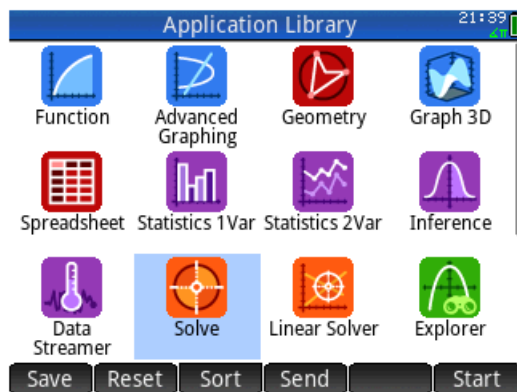 Application Library 21:39
∡π
Function Advanced Graphing Geometry Graph 3D
Spreadsheet Statistics 1Var Statistics 2Var Inference
Data Streamer Solve Linear Solver Explorer
Save Reset Sort Send Start